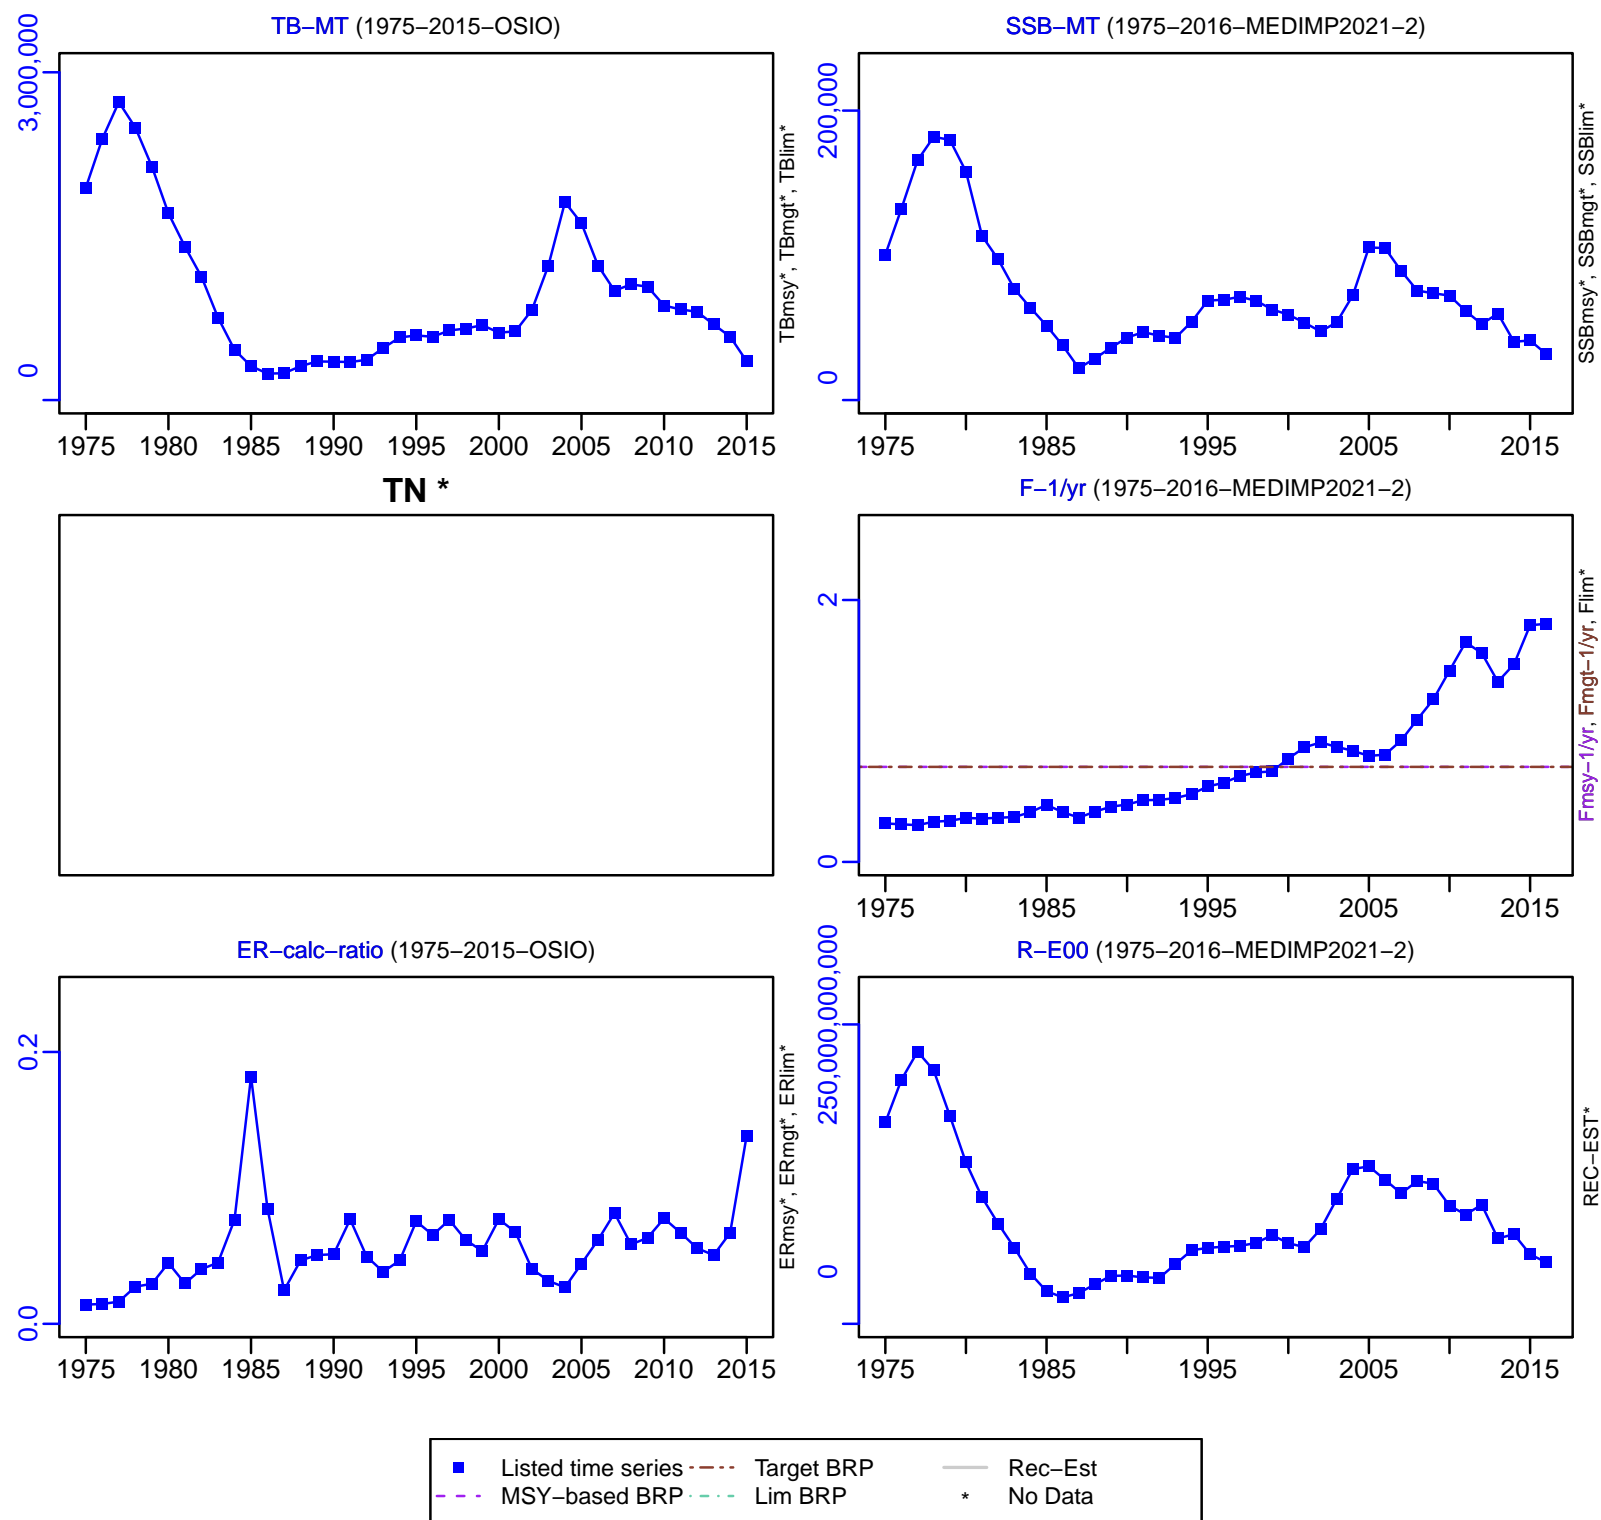 TB−MT (1975−2015−OSIO)
3,000,000
0
1975 1980 1985 1990 1995 2000 2005 2010 2015
TBmsy*, TBmgt*, TBlim*
SSB−MT (1975−2016−MEDIMP2021−2)
200,000
0
1975 1985 1995 2005 2015
SSBmsy*, SSBmgt*, SSBlim*
TN *
F−1/yr (1975−2016−MEDIMP2021−2)
2
0
1975 1985 1995 2005 2015
Fmsy−1/yr, Fmgt−1/yr, Flim*
ER−calc−ratio (1975−2015−OSIO)
0.2
0.0
1975 1980 1985 1990 1995 2000 2005 2010 2015
ERmsy*, ERmgt*, ERlim*
R−E00 (1975−2016−MEDIMP2021−2)
250,000,000,000
0
1975 1985 1995 2005 2015
REC−EST*
Listed time series Target BRP Rec−Est
MSY−based BRP Lim BRP * No Data